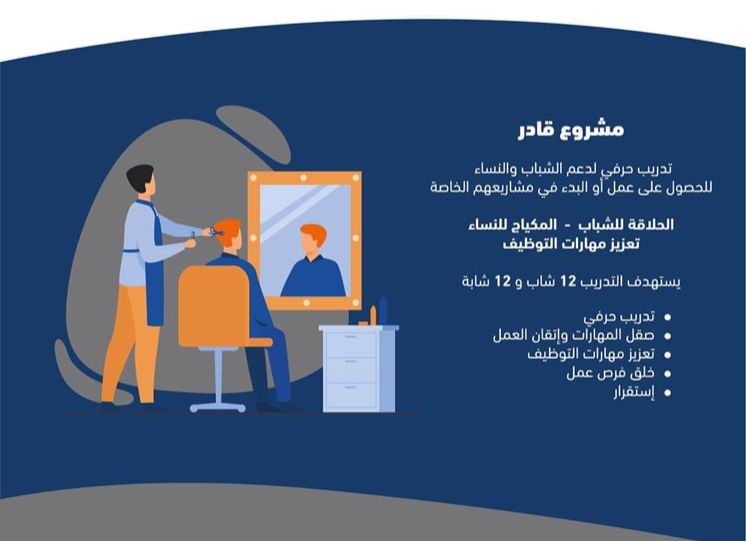 مشروع قادر
تدريب حرفي لدعم الشباب والنساء
للحصول على عمل أو البدء في مشاريعهم الخاصة
الحلاقة للشباب - المكياج للنساء
تعزيز مهارات التوظيف
يستهدف التدريب 12 شاب و 12 شابة
• تدريب حرفي
• صقل المهارات وإتقان العمل
• تعزيز مهارات التوظيف
• خلق فرص عمل
• إستقرار